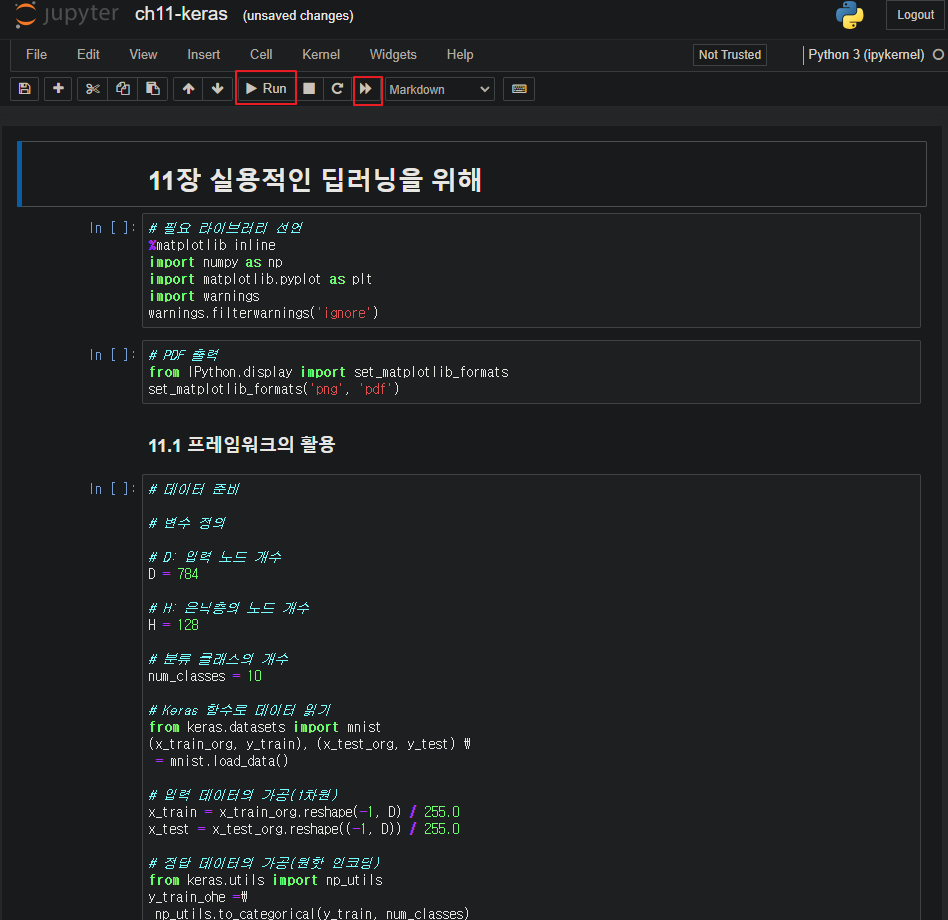 jupyter ch11-keras (unsaved changes)
Logout
File Edit View Insert Cell Kernel Widgets Help Not Trusted Python 3 (ipykernel)
Run Markdown
11장 실용적인 딥러닝을 위해
In [ ]: # 필요 라이브러리 선언
%matplotlib inline
import numpy as np
import matplotlib.pyplot as plt
import warnings
warnings.filterwarnings('ignore')
In [ ]: # PDF 출력
from IPython.display import set_matplotlib_formats
set_matplotlib_formats('png', 'pdf')
11.1 프레임워크의 활용
In [ ]: # 데이터 준비
# 변수 정의
# D: 입력 노드 개수
D = 784
# H: 은닉층의 노드 개수
H = 128
# 분류 클래스의 개수
num_classes = 10
# Keras 함수로 데이터 읽기
from keras.datasets import mnist
(x_train_org, y_train), (x_test_org, y_test) ₩
= mnist.load_data()
# 입력 데이터의 가공(1차원)
x_train = x_train_org.reshape(-1, D) / 255.0
x_test = x_test_org.reshape((-1, D)) / 255.0
# 정답 데이터의 가공(원핫 인코딩)
from keras.utils import np_utils
y_train_ohe =₩
np_utils.to_categorical(y_train, num_classes)